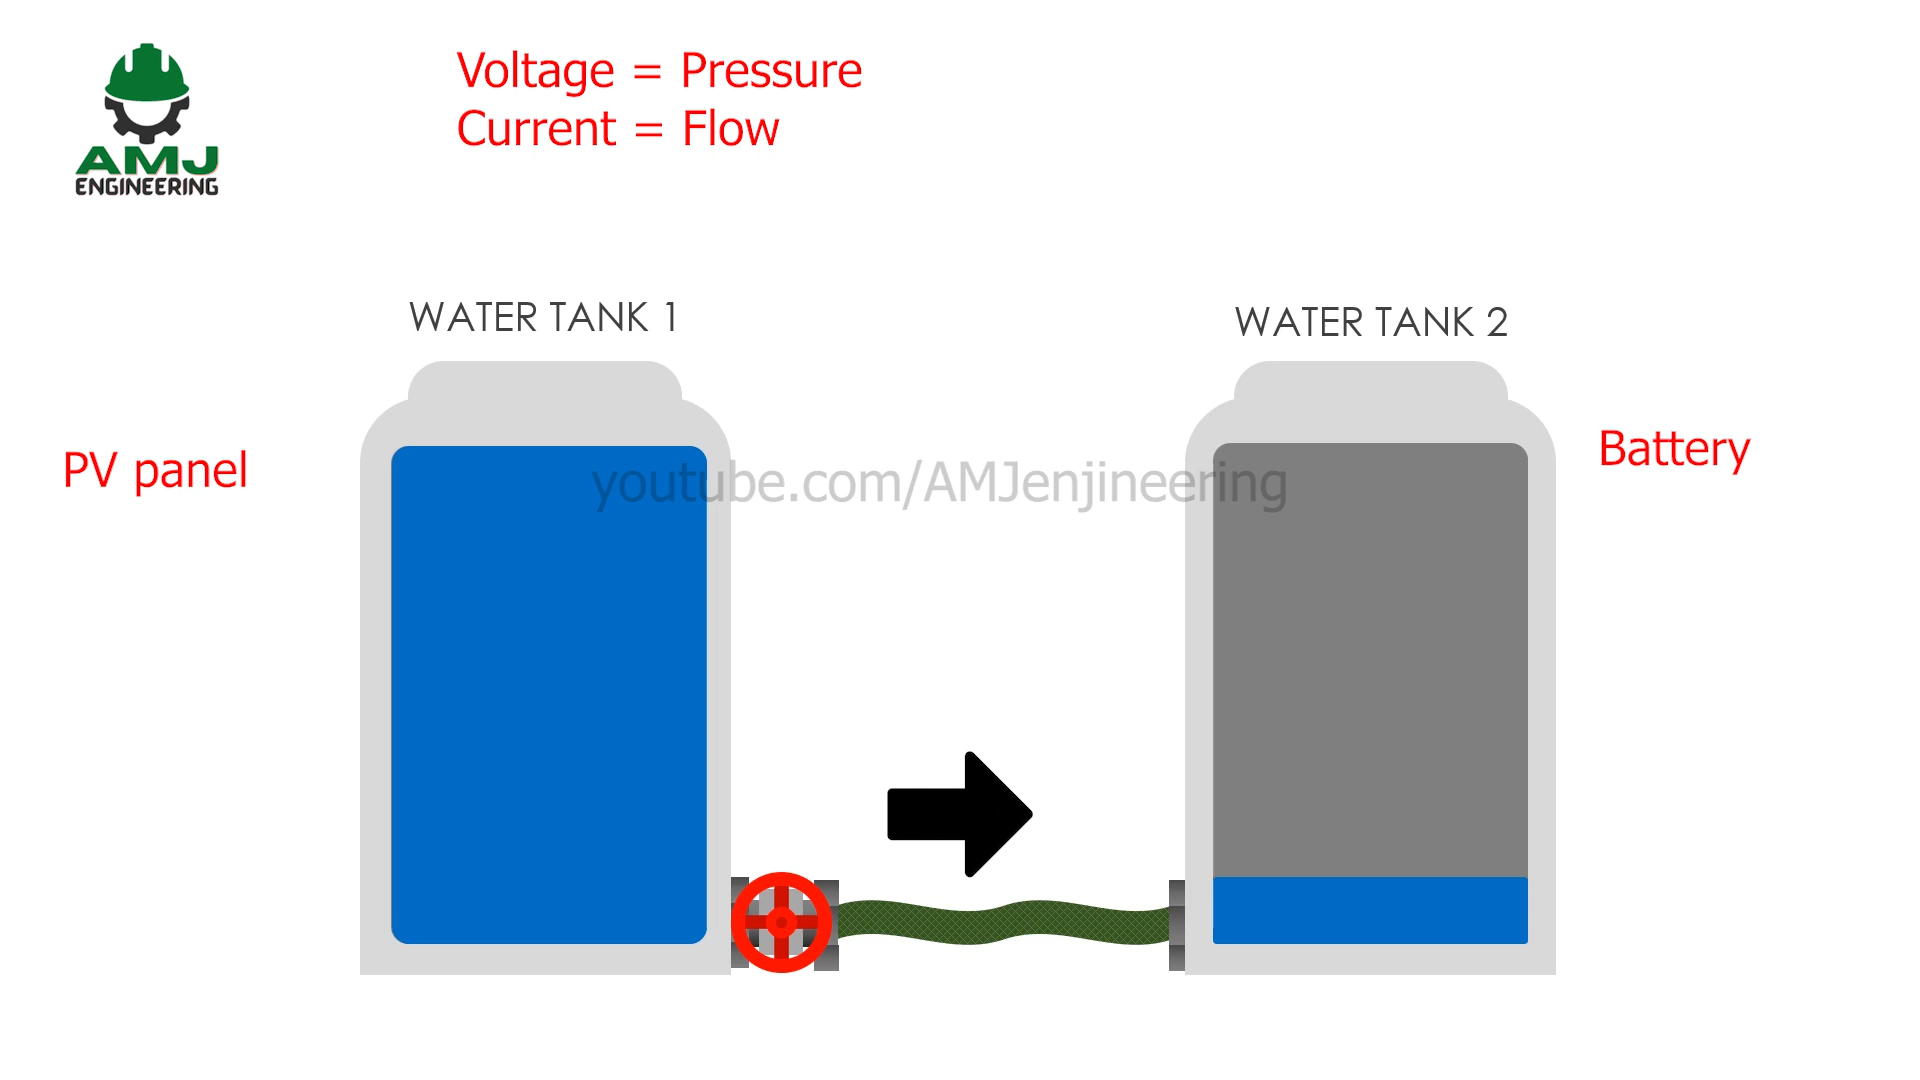 AMJ
ENGINEERING
Voltage = Pressure
Current = Flow
WATER TANK 1
WATER TANK 2
PV panel
youtube.com/AMJenjineering
Battery